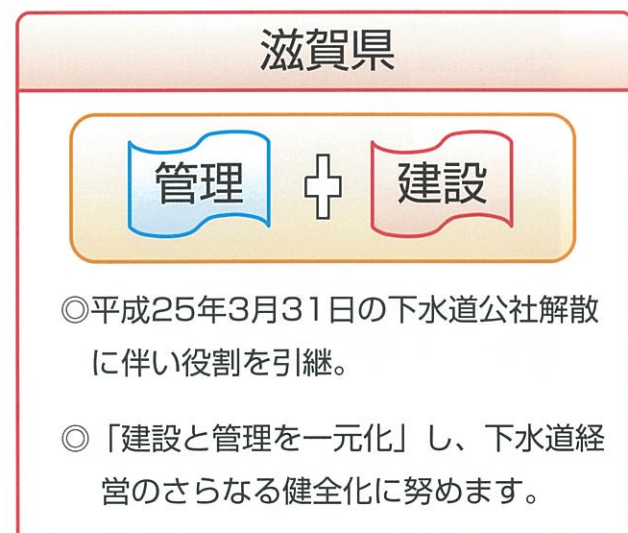 滋賀県
管理 + 建設
◎平成25年3月31日の下水道公社解散
に伴い役割を引継。
◎「建設と管理を一元化」し、下水道経
営のさらなる健全化に努めます。